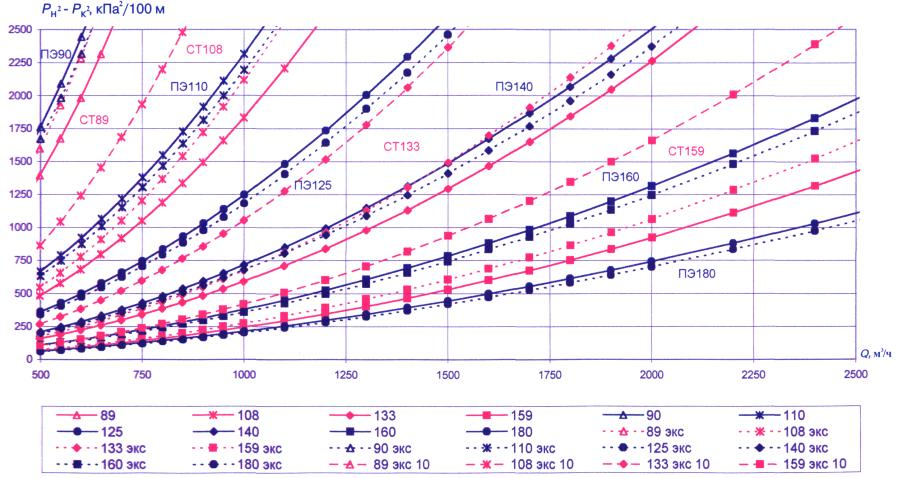 Pн² - Pк², кПа²/100 м
2500
2250
2000
1750
1500
1250
1000
750
500
250
0
ПЭ90
СТ108
ПЭ110
СТ89
ПЭ140
СТ133
СТ159
ПЭ125
ПЭ160
ПЭ180
Q, м³/ч
500 750 1000 1250 1500 1750 2000 2250 2500
89 108 133 159 90 110
125 140 160 180 89 экс 108 экс
133 экс 159 экс 90 экс 110 экс 125 экс 140 экс
160 экс 180 экс 89 экс 10 108 экс 10 133 экс 10 159 экс 10